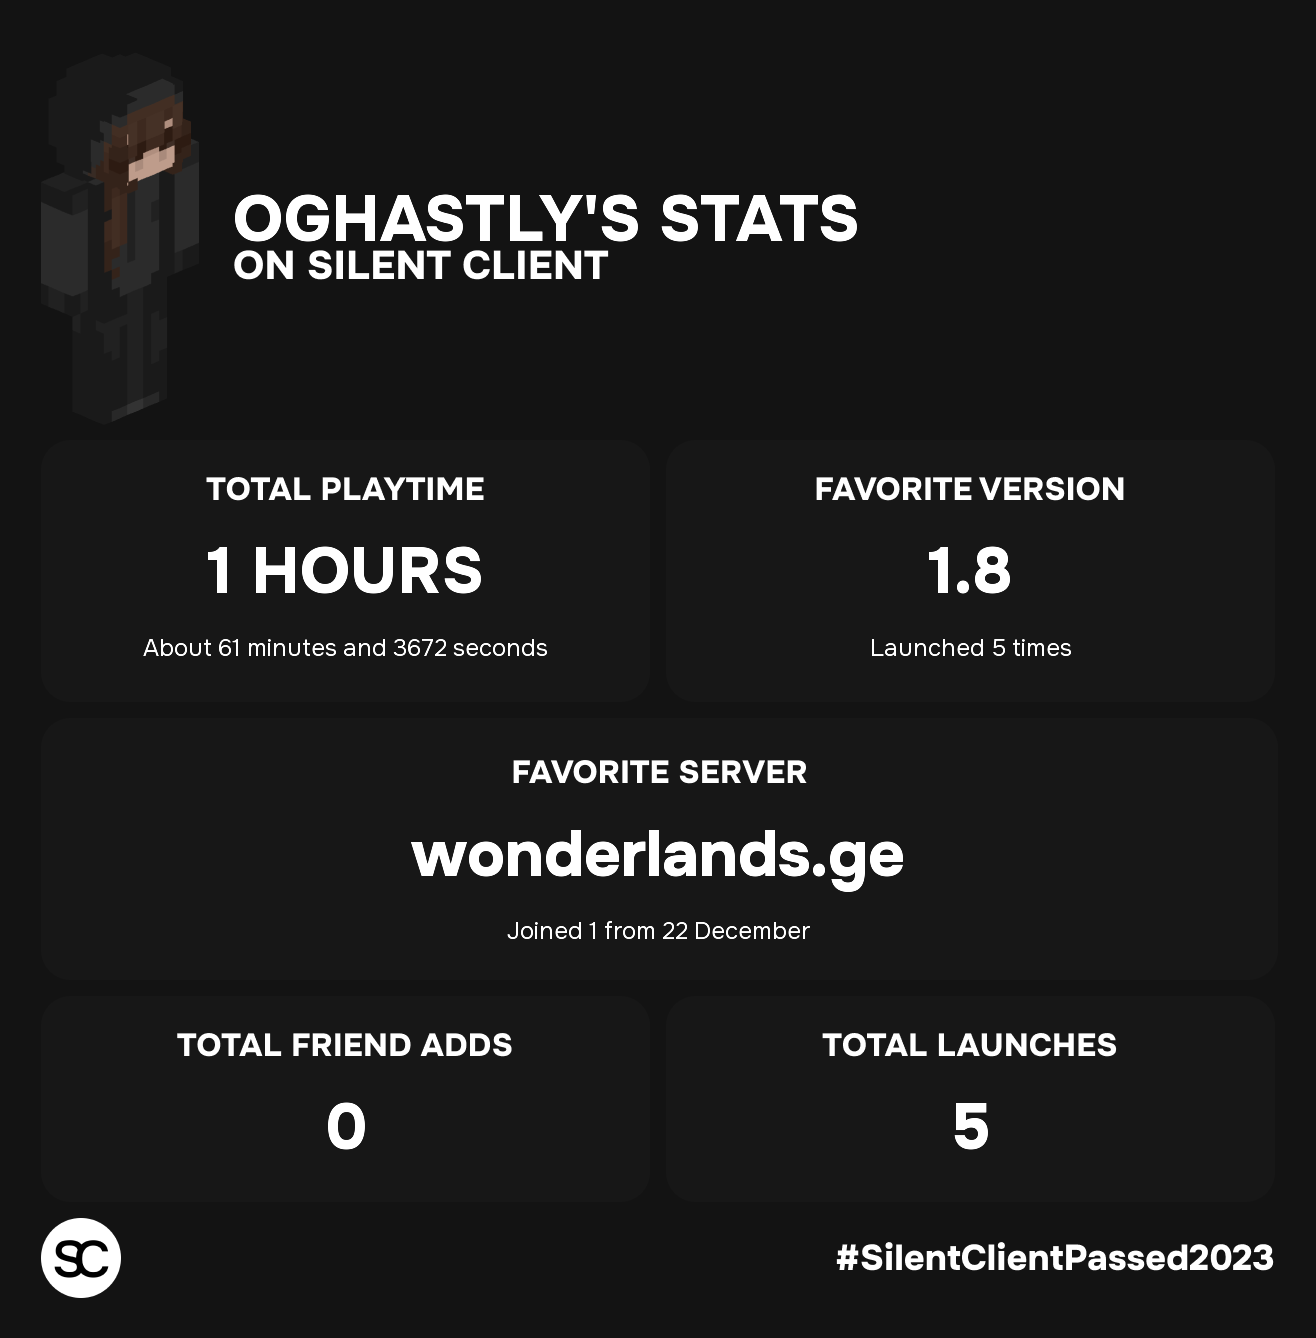 OGHASTLY'S STATS
ON SILENT CLIENT
TOTAL PLAYTIME
1 HOURS
About 61 minutes and 3672 seconds
FAVORITE VERSION
1.8
Launched 5 times
FAVORITE SERVER
wonderlands.ge
Joined 1 from 22 December
TOTAL FRIEND ADDS
0
TOTAL LAUNCHES
5
SC
#SilentClientPassed2023